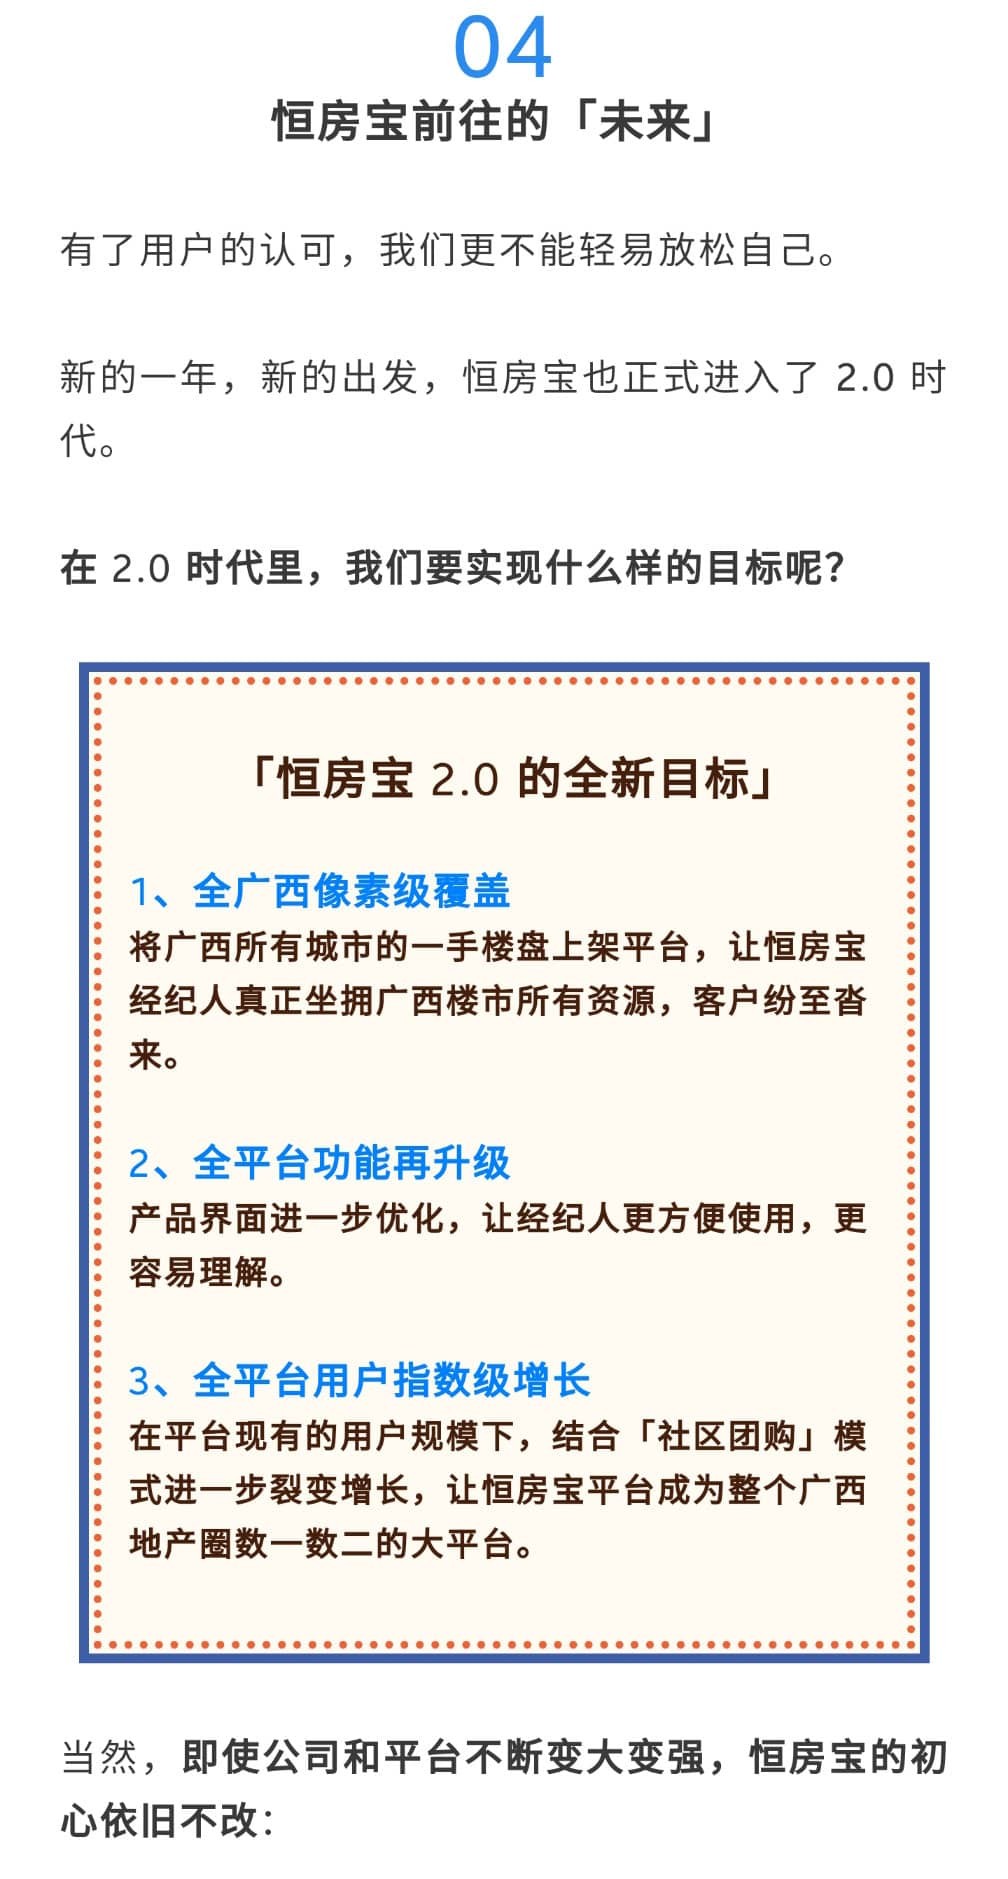 04
恒房宝前往的「未来」
有了用户的认可，我们更不能轻易放松自己。
新的一年，新的出发，恒房宝也正式进入了 2.0 时
代。
在 2.0 时代里，我们要实现什么样的目标呢？
「恒房宝 2.0 的全新目标」
1、全广西像素级覆盖
将广西所有城市的一手楼盘上架平台，让恒房宝
经纪人真正坐拥广西楼市所有资源，客户纷至沓
来。
2、全平台功能再升级
产品界面进一步优化，让经纪人更方便使用，更
容易理解。
3、全平台用户指数级增长
在平台现有的用户规模下，结合「社区团购」模
式进一步裂变增长，让恒房宝平台成为整个广西
地产圈数一数二的大平台。
当然，即使公司和平台不断变大变强，恒房宝的初
心依旧不改：